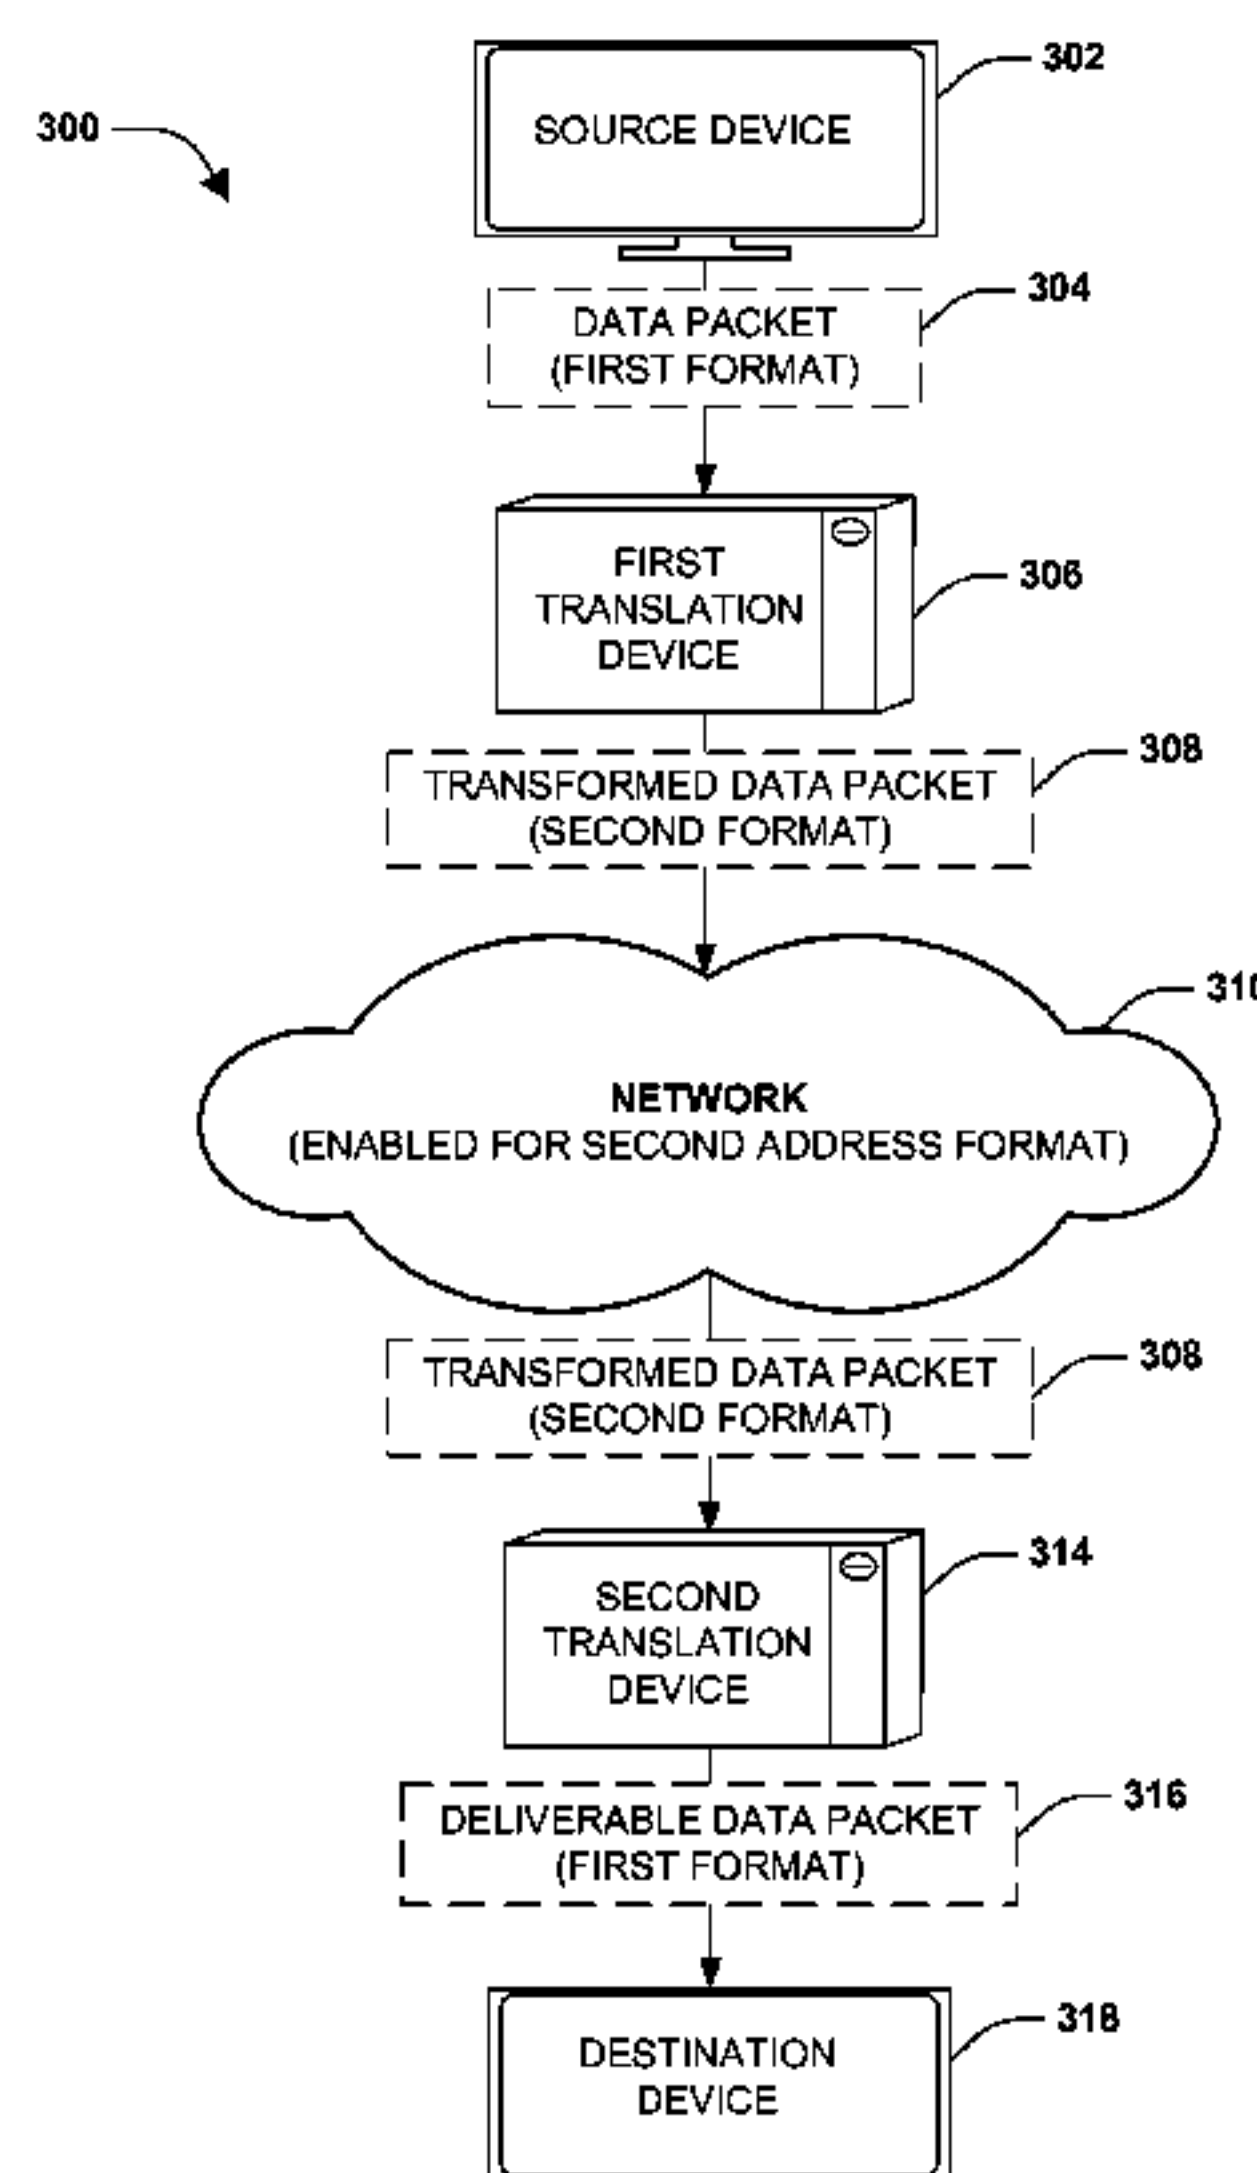 302
300
SOURCE DEVICE
304
DATA PACKET
(FIRST FORMAT)
306
FIRST
TRANSLATION
DEVICE
308
TRANSFORMED DATA PACKET
(SECOND FORMAT)
310
NETWORK
(ENABLED FOR SECOND ADDRESS FORMAT)
308
TRANSFORMED DATA PACKET
(SECOND FORMAT)
314
SECOND
TRANSLATION
DEVICE
316
DELIVERABLE DATA PACKET
(FIRST FORMAT)
318
DESTINATION
DEVICE